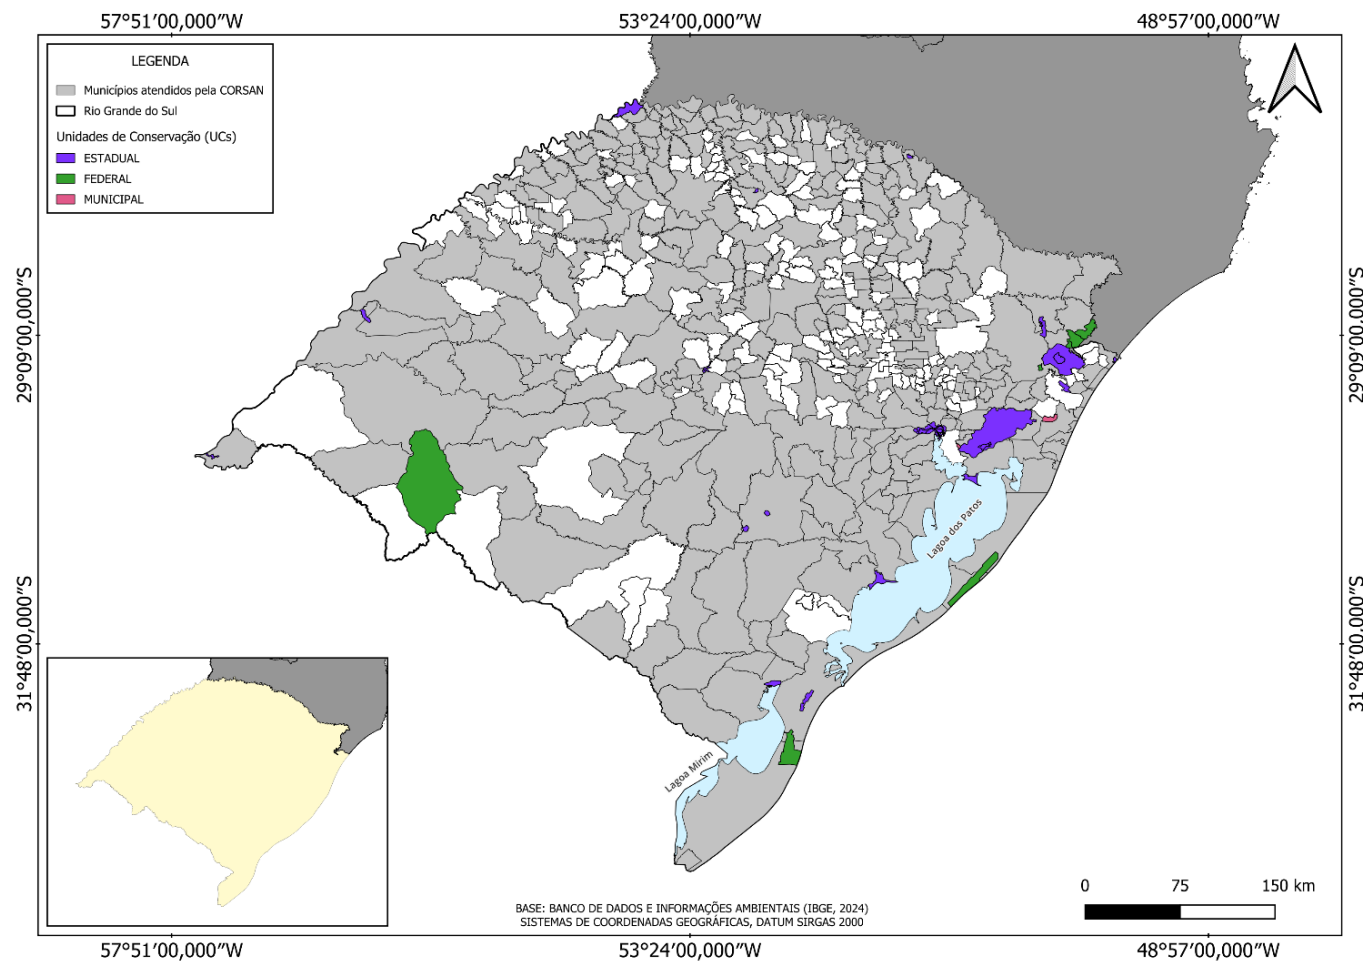 57°51′00,000″W
53°24′00,000″W
48°57′00,000″W
LEGENDA
Municípios atendidos pela CORSAN
Rio Grande do Sul
Unidades de Conservação (UCs)
ESTADUAL
FEDERAL
MUNICIPAL
29°09′00,000″S
29°09′00,000″S
Lagoa dos Patos
31°48′00,000″S
31°48′00,000″S
Lagoa Mirim
0 75 150 km
BASE: BANCO DE DADOS E INFORMAÇÕES AMBIENTAIS (IBGE, 2024)
SISTEMAS DE COORDENADAS GEOGRÁFICAS, DATUM SIRGAS 2000
57°51′00,000″W
53°24′00,000″W
48°57′00,000″W